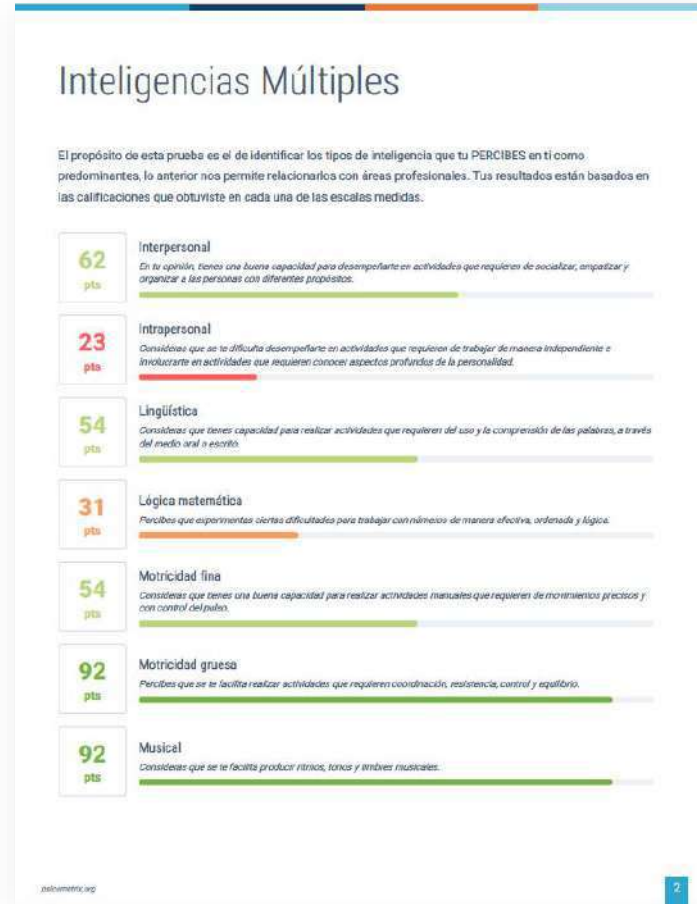 Inteligencias Múltiples
El propósito de esta prueba es el de identificar los tipos de inteligencia que tu PERCIBES en ti como
predominantes, lo anterior nos permite relacionarlos con áreas profesionales. Tus resultados están basados en
las calificaciones que obtuviste en cada una de las escalas medidas.
62
pts
Interpersonal
En tu opinión, tienes una buena capacidad para desempeñarte en actividades que requieren de socializar, empatizar y
organizar a las personas con diferentes propósitos.
23
pts
Intrapersonal
Consideras que se te dificulta desempeñarte en actividades que requieren de trabajar de manera independiente e
involucrarte en actividades que requieren conocer aspectos profundos de la personalidad.
54
pts
Lingüística
Consideras que tienes capacidad para realizar actividades que requieren del uso y la comprensión de las palabras, a través
del medio oral o escrito.
31
pts
Lógica matemática
Percibes que experimentas ciertas dificultades para trabajar con números de manera efectiva, ordenada y lógica.
54
pts
Motricidad fina
Consideras que tienes una buena capacidad para realizar actividades manuales que requieren de movimientos precisos y
con control del pulso.
92
pts
Motricidad gruesa
Percibes que se te facilita realizar actividades que requieren coordinación, resistencia, control y equilibrio.
92
pts
Musical
Consideras que se te facilita producir ritmos, tonos y timbres musicales.
psicometrix.org
2